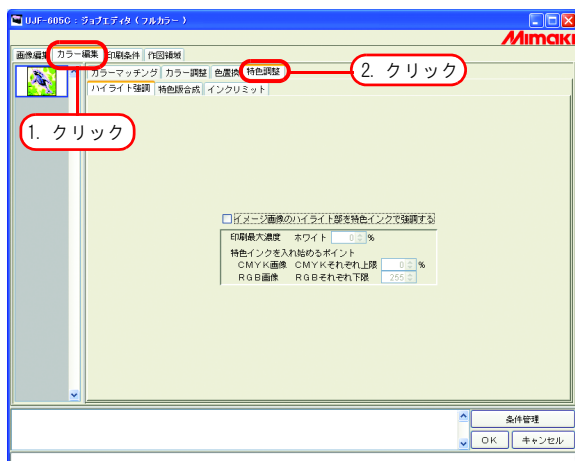 UJF-605C : ジョブエディタ ( フルカラー )
Mimaki
画像編集 カラー編集 印刷条件 作図領域
カラーマッチング カラー調整 色置換 特色調整
2. クリック
ハイライト強調 特色版合成 インクリミット
1. クリック
イメージ画像のハイライト部を特色インクで強調する
印刷最大濃度 ホワイト 0 %
特色インクを入れ始めるポイント
CMYK画像 CMYKそれぞれ上限 0 %
RGB画像 RGBそれぞれ下限 255
条件管理
OK キャンセル